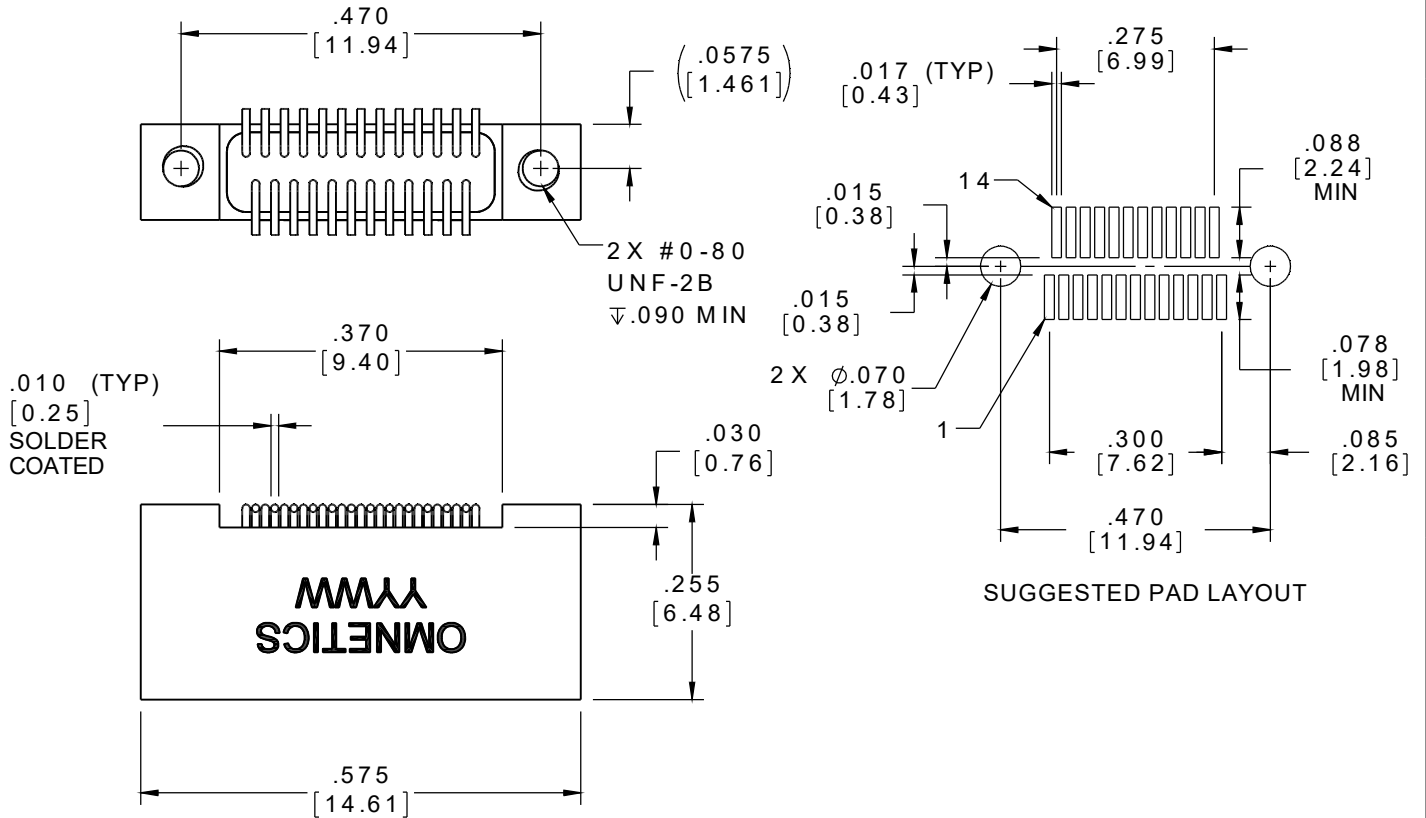 .470
[11.94]
(.0575
[1.461])
2X #0-80
UNF-2B
↧.090 MIN
.370
[9.40]
.010 (TYP)
[0.25]
SOLDER
COATED
.030
[0.76]
.255
[6.48]
OMNETICS
YYWW
.575
[14.61]
.275
[6.99]
.017 (TYP)
[0.43]
.088
[2.24]
MIN
14
.015
[0.38]
.015
[0.38]
2X ⌀.070
[1.78]
1
.078
[1.98]
MIN
.300
[7.62]
.085
[2.16]
.470
[11.94]
SUGGESTED PAD LAYOUT